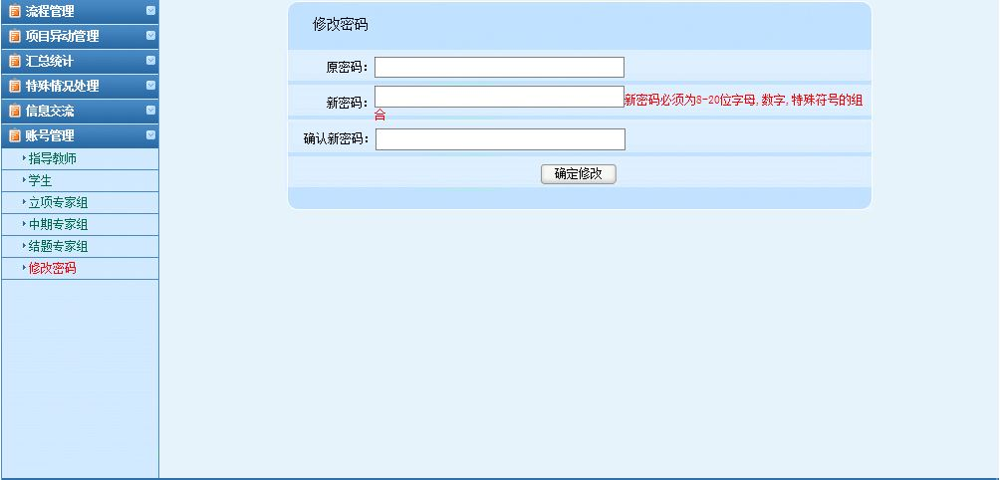 流程管理
项目异动管理
汇总统计
特殊情况处理
信息交流
账号管理
指导教师
学生
立项专家组
中期专家组
结题专家组
修改密码
修改密码
原密码：
新密码：
新密码必须为8-20位字母,数字,特殊符号的组
合
确认新密码：
确定修改